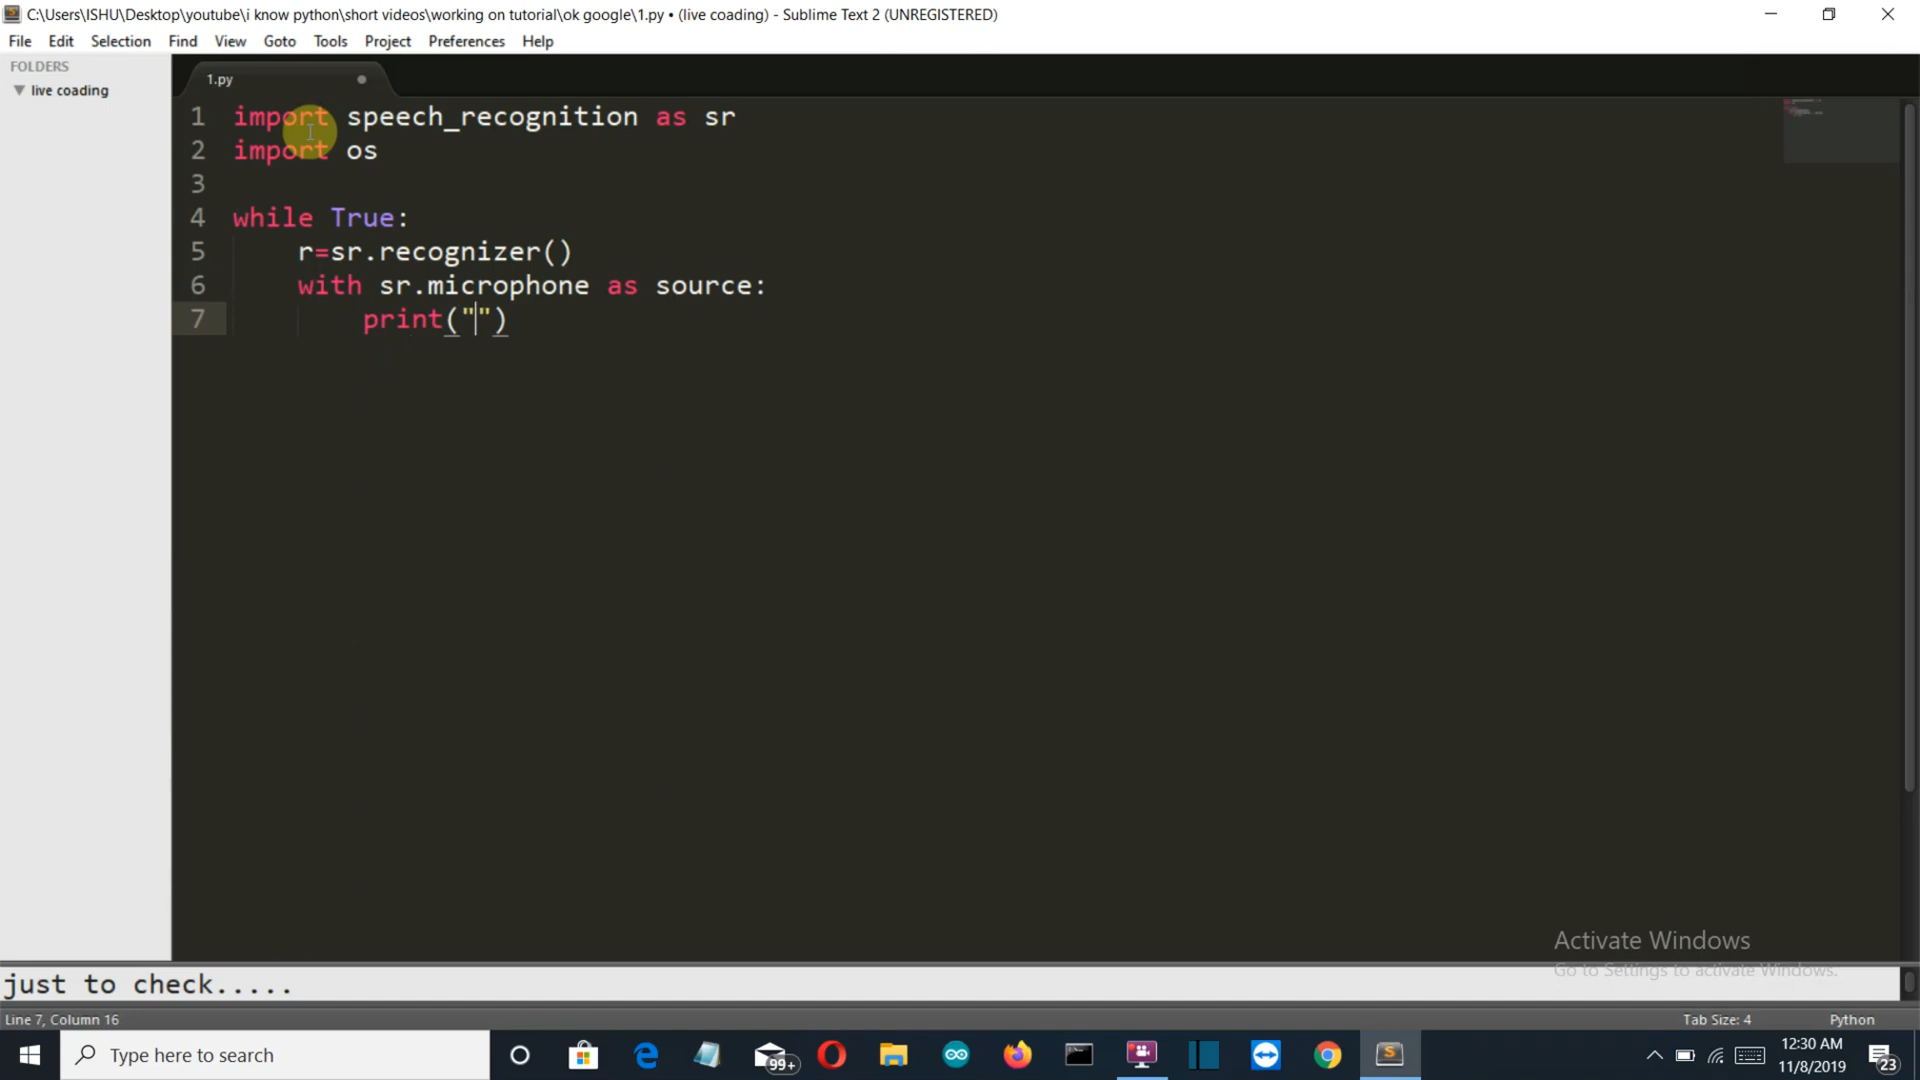 C:\Users\ISHU\Desktop\youtube\i know python\short videos\working on tutorial\ok google\1.py • (live coading) - Sublime Text 2 (UNREGISTERED)
File Edit Selection Find View Goto Tools Project Preferences Help
FOLDERS
live coading
1.py
1 import speech_recognition as sr
2 import os
3
4 while True:
5 r=sr.recognizer()
6 with sr.microphone as source:
7 print("")
Activate Windows
Go to Settings to activate Windows.
just to check.....
Line 7, Column 16
Tab Size: 4
Python
Type here to search
99+
12:30 AM
11/8/2019
23